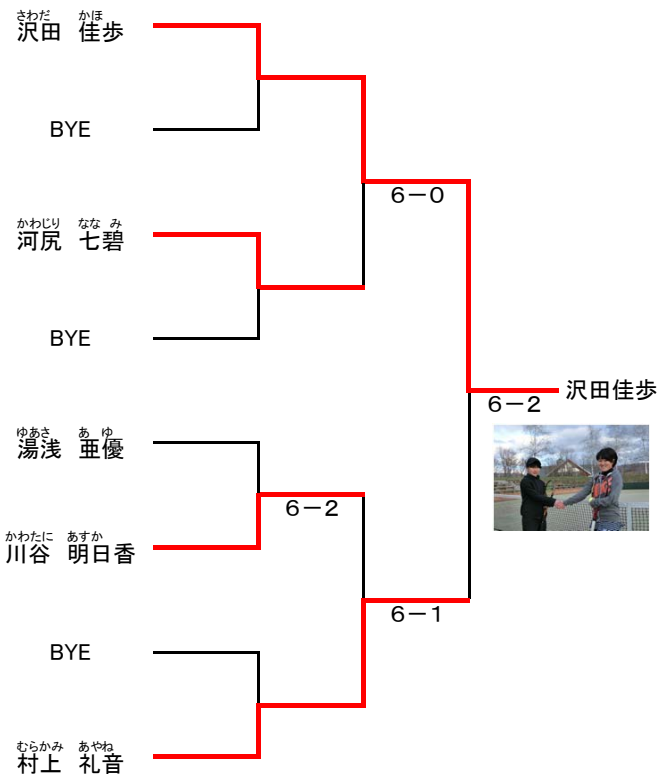 さわだ かほ
沢田 佳歩
BYE
6－0
かわじり ななみ
河尻 七碧
BYE
沢田佳歩
6－2
ゆあさ あゆ
湯浅 亜優
6－2
かわたに あすか
川谷 明日香
6－1
BYE
むらかみ あやね
村上 礼音